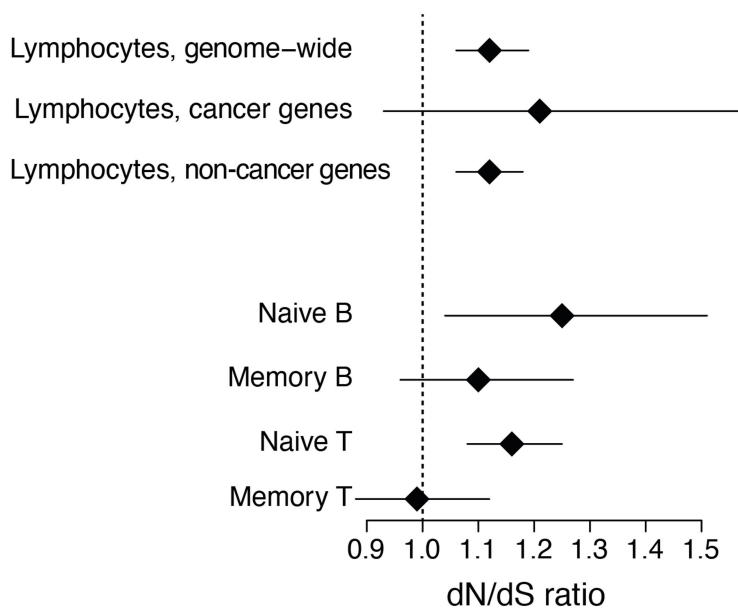 Lymphocytes, genome−wide
Lymphocytes, cancer genes
Lymphocytes, non-cancer genes
Naive B
Memory B
Naive T
Memory T
0.9 1.0 1.1 1.2 1.3 1.4 1.5
dN/dS ratio